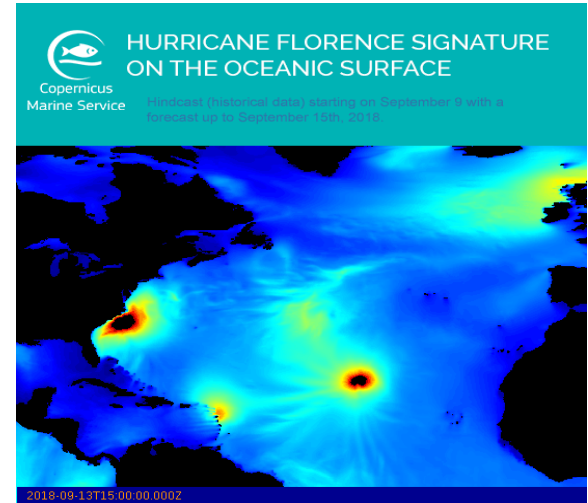 HURRICANE FLORENCE SIGNATURE
ON THE OCEANIC SURFACE
Copernicus
Marine Service
Hindcast (historical data) starting on September 9 with a
forecast up to September 15th, 2018.
2018-09-13T15:00:00.000Z